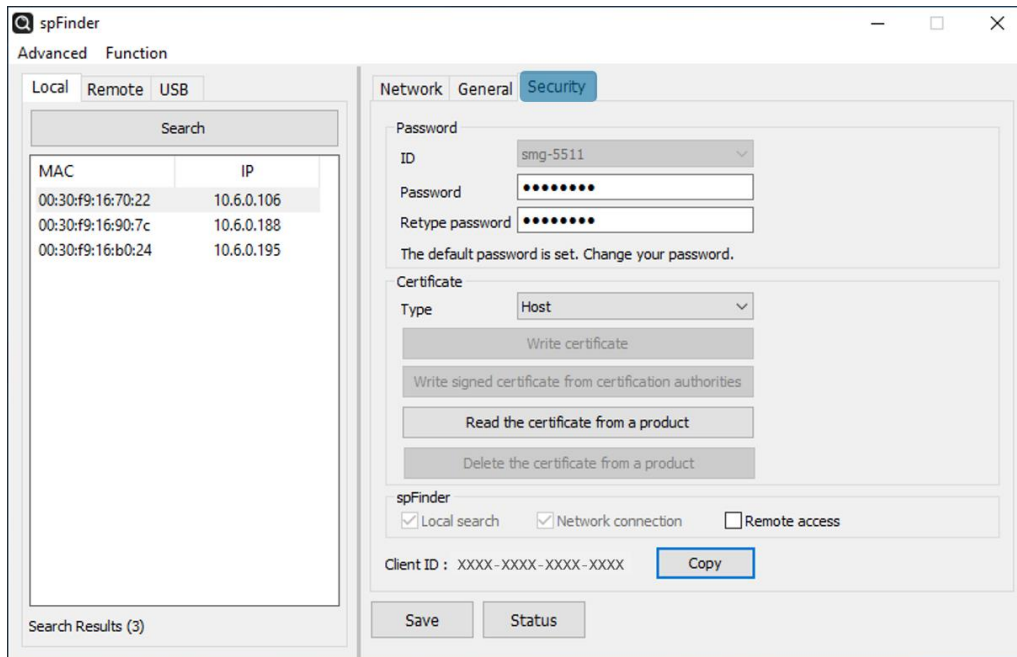 spFinder
Advanced Function
Local Remote USB
Search
MAC IP
00:30:f9:16:70:22 10.6.0.106
00:30:f9:16:90:7c 10.6.0.188
00:30:f9:16:b0:24 10.6.0.195
Search Results (3)
Network General Security
Password
ID smg-5511
Password ••••••••
Retype password ••••••••
The default password is set. Change your password.
Certificate
Type Host
Write certificate
Write signed certificate from certification authorities
Read the certificate from a product
Delete the certificate from a product
spFinder
Local search Network connection Remote access
Client ID : XXXX-XXXX-XXXX-XXXX Copy
Save Status